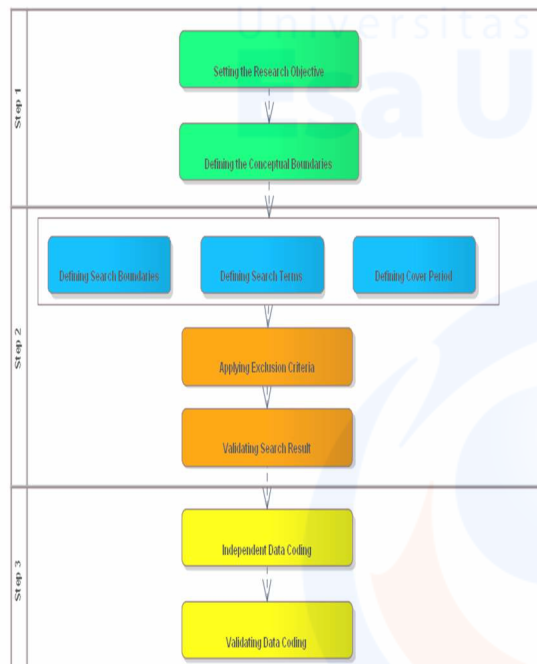 Universitas
Esa U
Step 1
Setting the Research Objective
Defining the Conceptual Boundaries
Step 2
Defining Search Boundaries
Defining Search Terms
Defining Cover Period
Applying Exclusion Criteria
Validating Search Result
Step 3
Independent Data Coding
Validating Data Coding